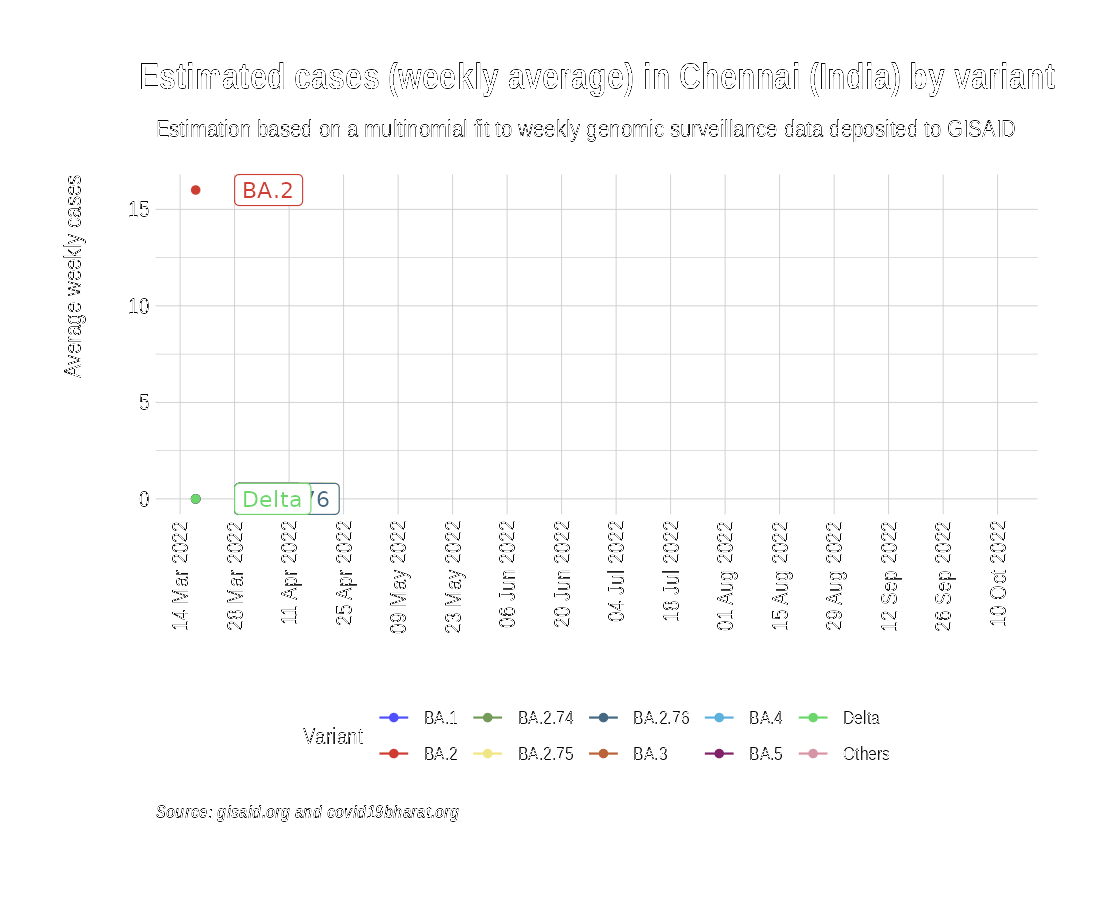 Estimated cases (weekly average) in Chennai (India) by variant
Estimation based on a multinomial fit to weekly genomic surveillance data deposited to GISAID
Average weekly cases
15
10
5
0
BA.2
Delta
76
14 Mar 2022
28 Mar 2022
11 Apr 2022
25 Apr 2022
09 May 2022
23 May 2022
06 Jun 2022
20 Jun 2022
04 Jul 2022
18 Jul 2022
01 Aug 2022
15 Aug 2022
29 Aug 2022
12 Sep 2022
26 Sep 2022
10 Oct 2022
Variant
BA.1 BA.2.74 BA.2.76 BA.4 Delta
BA.2 BA.2.75 BA.3 BA.5 Others
Source: gisaid.org and covid19bharat.org